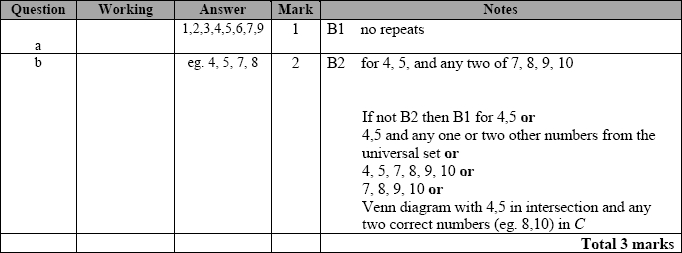 Question Working Answer Mark Notes
a 1,2,3,4,5,6,7,9 1 B1 no repeats
b eg. 4, 5, 7, 8 2 B2 for 4, 5, and any two of 7, 8, 9, 10
If not B2 then B1 for 4,5 or
4,5 and any one or two other numbers from the
universal set or
4, 5, 7, 8, 9, 10 or
7, 8, 9, 10 or
Venn diagram with 4,5 in intersection and any
two correct numbers (eg. 8,10) in C
Total 3 marks